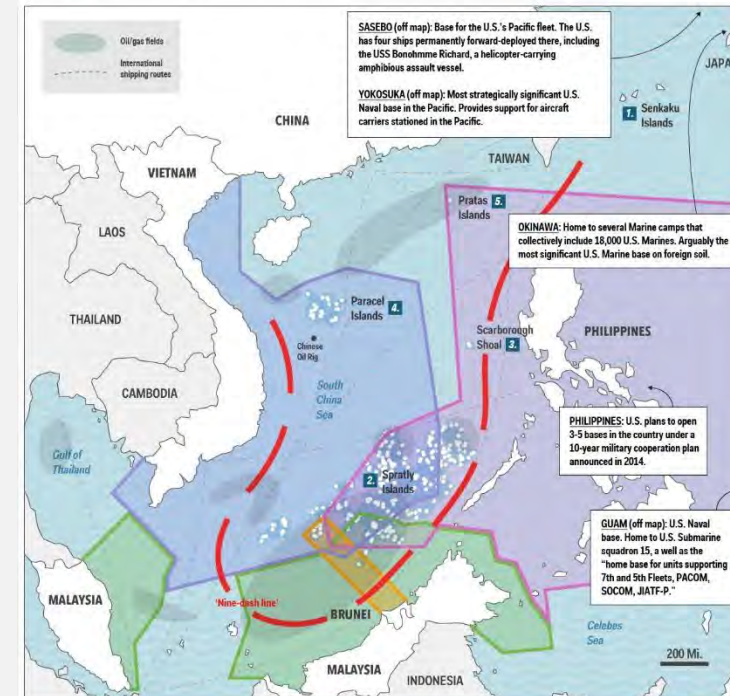 Oil/gas fields
International
shipping routes
SASEBO (off map): Base for the U.S.'s Pacific fleet. The U.S.
has four ships permanently forward-deployed there, including
the USS Bonohmme Richard, a helicopter-carrying
amphibious assault vessel.
YOKOSUKA (off map): Most strategically significant U.S.
Naval base in the Pacific. Provides support for aircraft
carriers stationed in the Pacific.
JAPA
1. Senkaku
Islands
CHINA
TAIWAN
VIETNAM
Pratas 5.
Islands
OKINAWA: Home to several Marine camps that
collectively include 18,000 U.S. Marines. Arguably the
most significant U.S. Marine base on foreign soil.
LAOS
Paracel 4.
Islands
THAILAND
Chinese
Oil Rig
Scarborough
Shoal 3.
PHILIPPINES
CAMBODIA
South
China
Sea
PHILIPPINES: U.S. plans to open
3-5 bases in the country under a
10-year military cooperation plan
announced in 2014.
Gulf of
Thailand
2. Spratly
Islands
GUAM (off map): U.S. Naval
base. Home to U.S. Submarine
squadron 15, a well as the
"home base for units supporting
7th and 5th Fleets, PACOM,
SOCOM, JIATF-P."
MALAYSIA
'Nine-dash line'
BRUNEI
Celebes
Sea
MALAYSIA
INDONESIA
200 Mi.